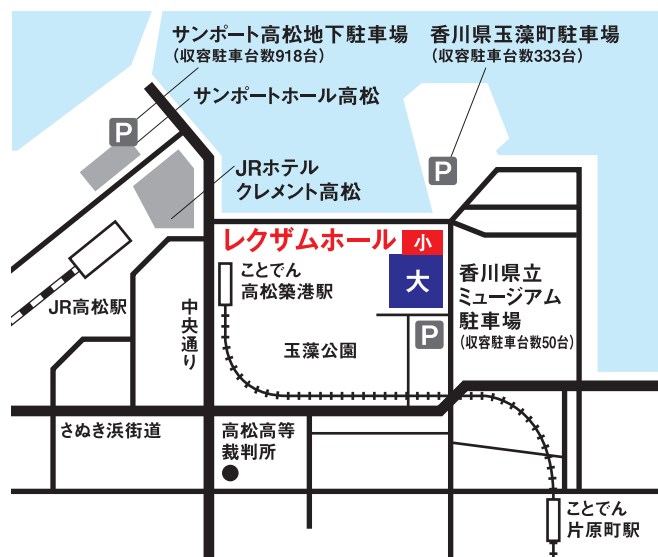 サンポート高松地下駐車場
（収容駐車台数918台）
香川県玉藻町駐車場
（収容駐車台数333台）
P
サンポートホール高松
P
JRホテル
クレメント高松
レクザムホール
小
大
ことでん
高松築港駅
香川県立
ミュージアム
駐車場
（収容駐車台数50台）
JR高松駅
中央通り
P
玉藻公園
さぬき浜街道
高松高等
裁判所
ことでん
片原町駅